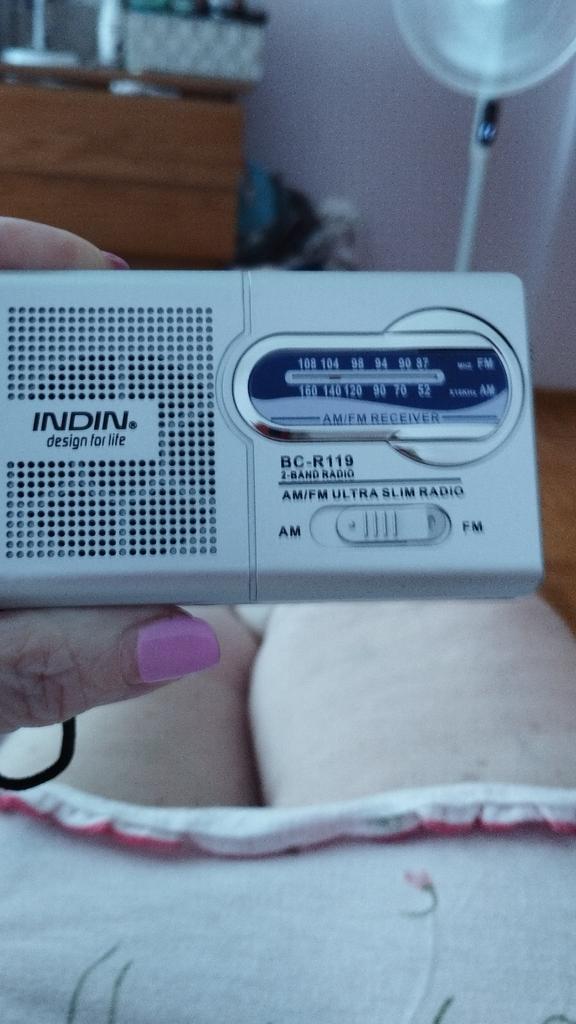 INDIN®
design for life
108 104 98 94 90 87 MHZ FM
160 140 120 90 70 52 X10KHz AM
AM/FM RECEIVER
BC-R119
2-BAND RADIO
AM/FM ULTRA SLIM RADIO
AM FM